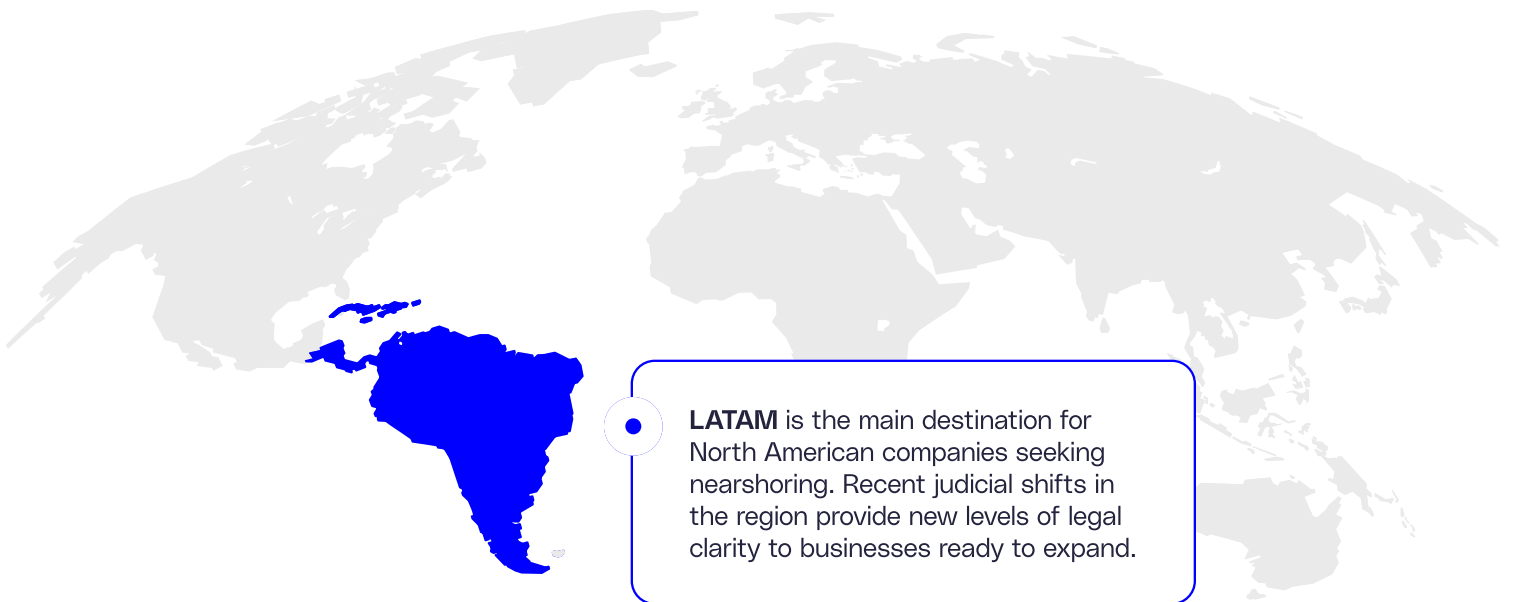 LATAM is the main destination for
North American companies seeking
nearshoring. Recent judicial shifts in
the region provide new levels of legal
clarity to businesses ready to expand.